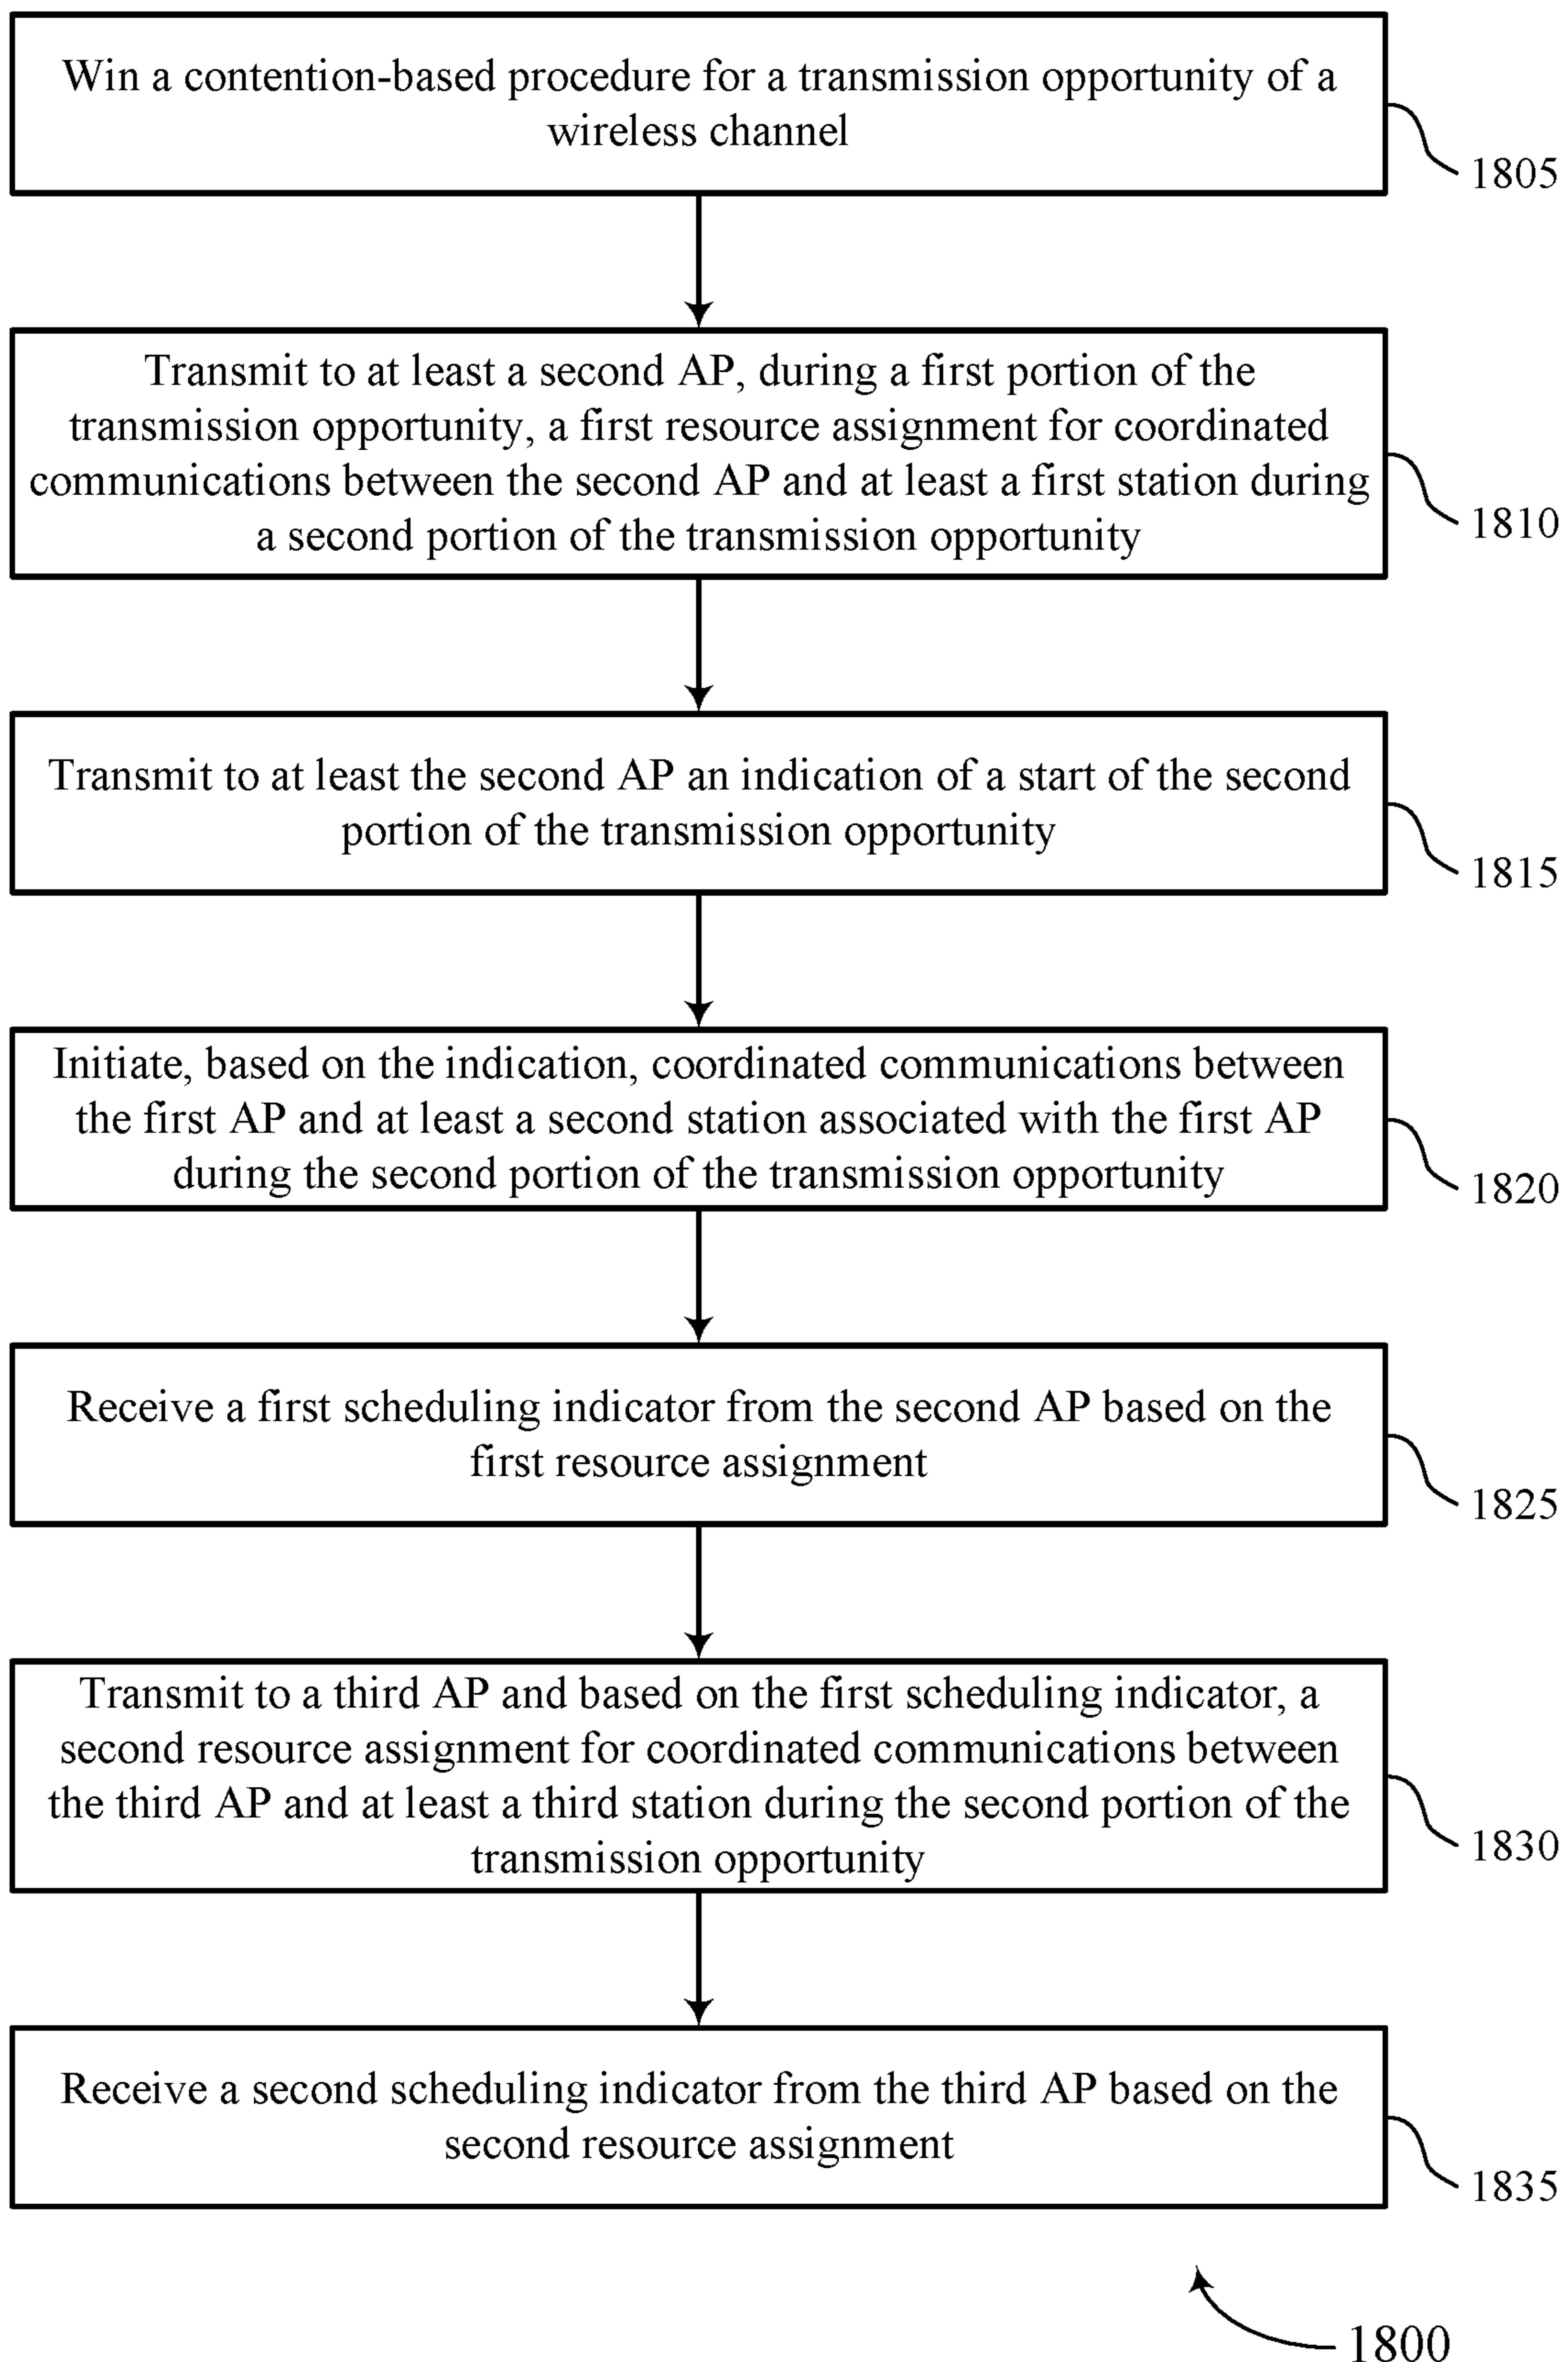 Win a contention-based procedure for a transmission opportunity of a
wireless channel
1805
Transmit to at least a second AP, during a first portion of the
transmission opportunity, a first resource assignment for coordinated
communications between the second AP and at least a first station during
a second portion of the transmission opportunity
1810
Transmit to at least the second AP an indication of a start of the second
portion of the transmission opportunity
1815
Initiate, based on the indication, coordinated communications between
the first AP and at least a second station associated with the first AP
during the second portion of the transmission opportunity
1820
Receive a first scheduling indicator from the second AP based on the
first resource assignment
1825
Transmit to a third AP and based on the first scheduling indicator, a
second resource assignment for coordinated communications between
the third AP and at least a third station during the second portion of the
transmission opportunity
1830
Receive a second scheduling indicator from the third AP based on the
second resource assignment
1835
1800